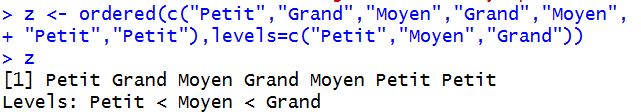 > z <- ordered(c("Petit","Grand","Moyen","Grand","Moyen",
+ "Petit","Petit"),levels=c("Petit","Moyen","Grand"))
> z
[1] Petit Grand Moyen Grand Moyen Petit Petit
Levels: Petit < Moyen < Grand